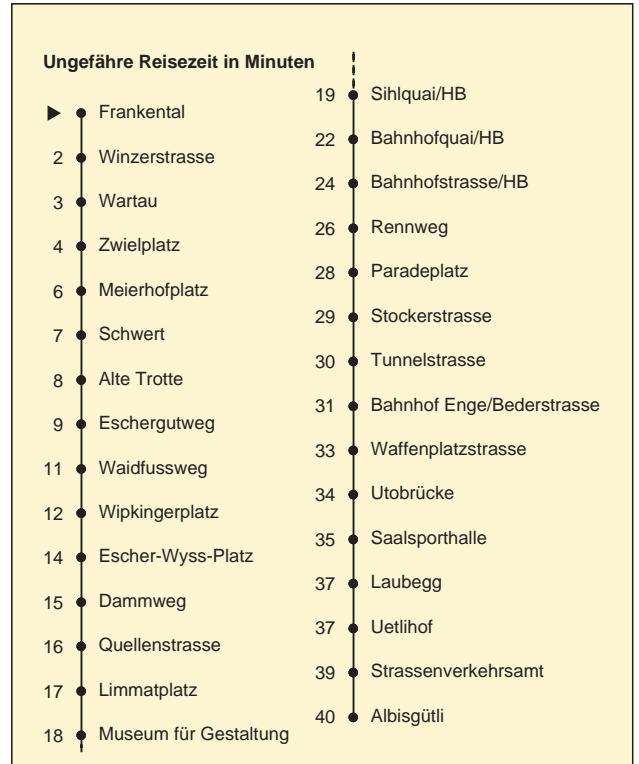 Ungefähre Reisezeit in Minuten
Frankental
2 Winzerstrasse
3 Wartau
4 Zwielplatz
6 Meierhofplatz
7 Schwert
8 Alte Trotte
9 Eschergutweg
11 Waidfussweg
12 Wipkingerplatz
14 Escher-Wyss-Platz
15 Dammweg
16 Quellenstrasse
17 Limmatplatz
18 Museum für Gestaltung
19 Sihlquai/HB
22 Bahnhofquai/HB
24 Bahnhofstrasse/HB
26 Rennweg
28 Paradeplatz
29 Stockerstrasse
30 Tunnelstrasse
31 Bahnhof Enge/Bederstrasse
33 Waffenplatzstrasse
34 Utobrücke
35 Saalsporthalle
37 Laubegg
37 Uetlihof
39 Strassenverkehrsamt
40 Albisgütli